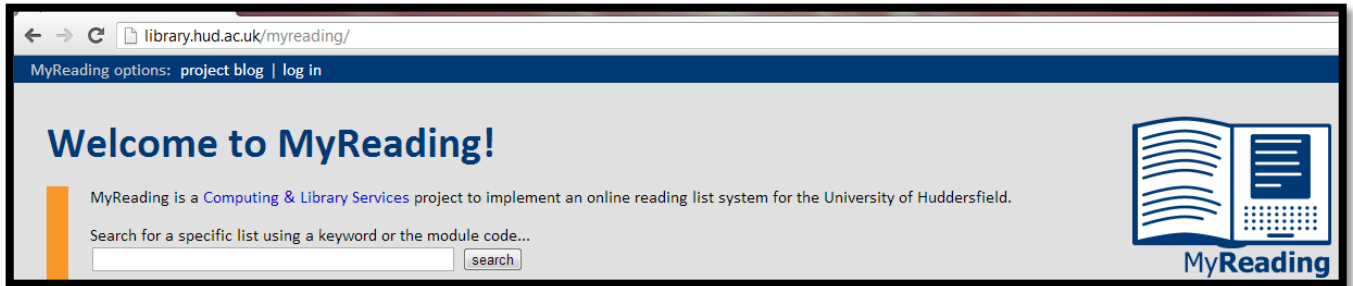 library.hud.ac.uk/myreading/
MyReading options: project blog | log in
Welcome to MyReading!
MyReading is a Computing & Library Services project to implement an online reading list system for the University of Huddersfield.
Search for a specific list using a keyword or the module code...
search
MyReading